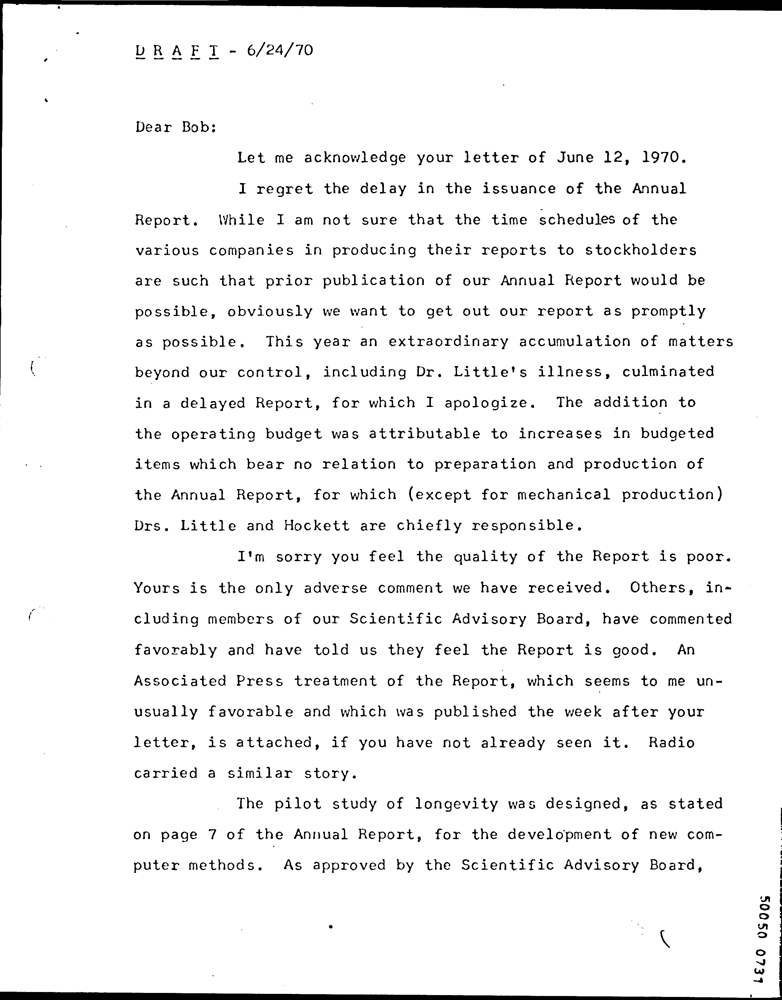 D R A F T - 6/24/70
Dear Bob:
Let me acknowledge your letter of June 12, 1970.
I regret the delay in the issuance of the Annual
Report. While I am not sure that the time schedules of the
various companies in producing their reports to stockholders
are such that prior publication of our Annual Report would be
possible, obviously we want to get out our report as promptly
as possible. This year an extraordinary accumulation of matters
beyond our control, including Dr. Little's illness, culminated
in a delayed Report, for which I apologize. The addition to
the operating budget was attributable to increases in budgeted
items which bear no relation to preparation and production of
the Annual Report, for which (except for mechanical production)
Drs. Little and Hockett are chiefly responsible.
I'm sorry you feel the quality of the Report is poor.
Yours is the only adverse comment we have received. Others, in-
cluding members of our Scientific Advisory Board, have commented
favorably and have told us they feel the Report is good. An
Associated Press treatment of the Report, which seems to me un-
usually favorable and which was published the week after your
letter, is attached, if you have not already seen it. Radio
carried a similar story.
The pilot study of longevity was designed, as stated
on page 7 of the Annual Report, for the development of new com-
puter methods. As approved by the Scientific Advisory Board,
50050 0731